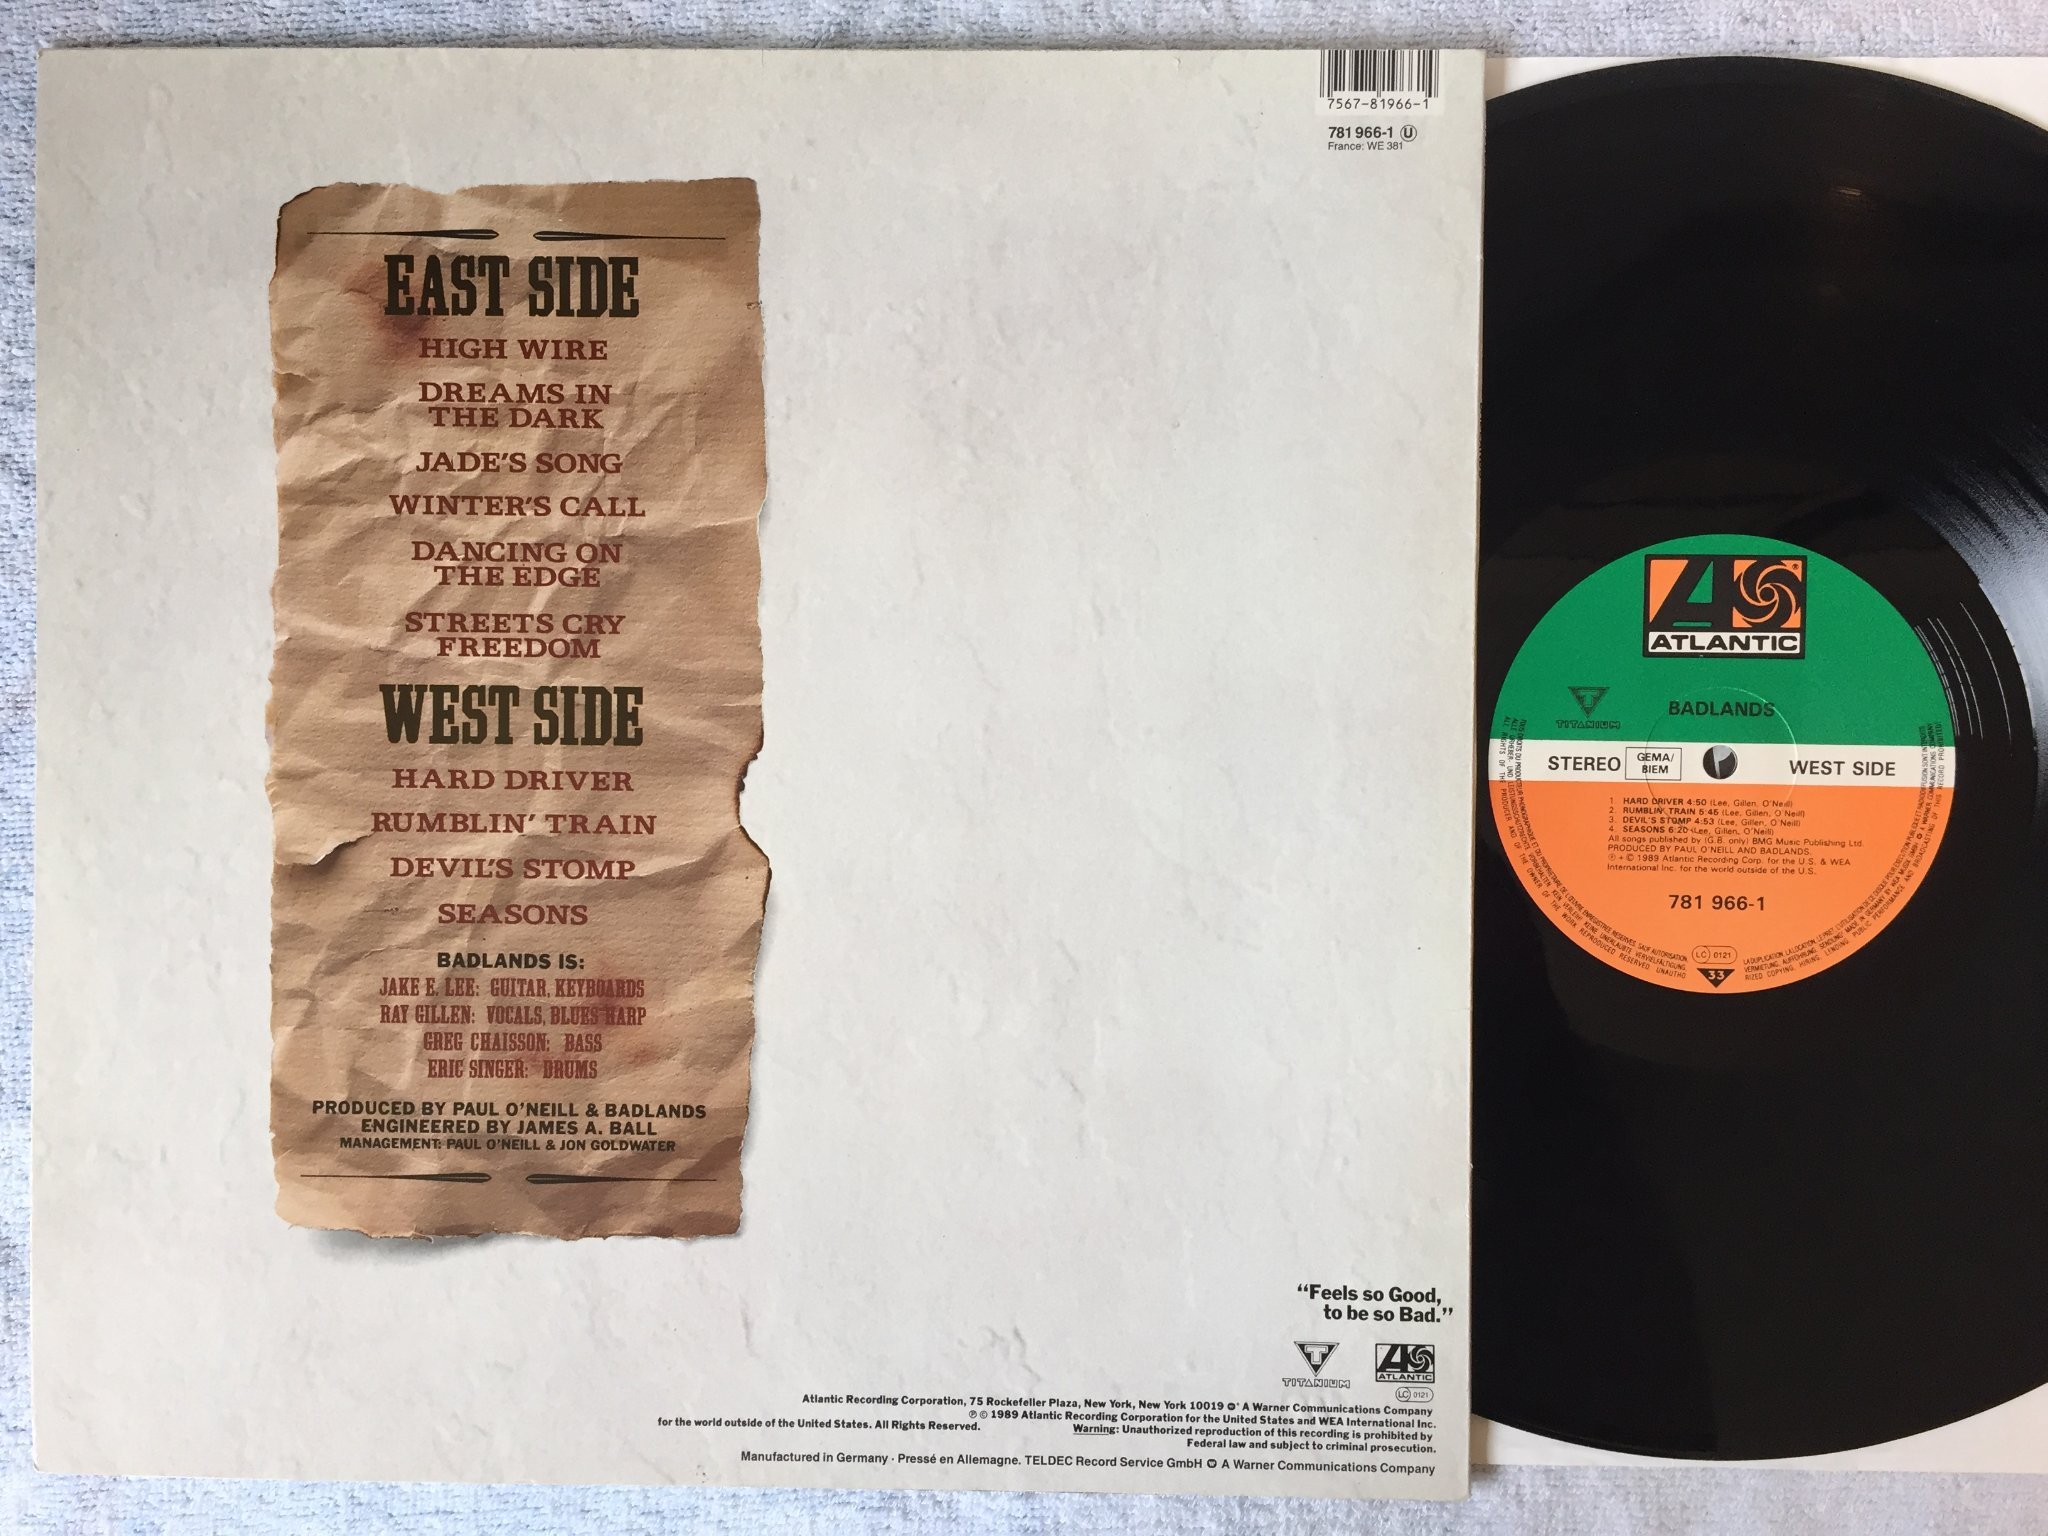 7567-81966-1
781 966-1 U
France: WE 381
EAST SIDE
HIGH WIRE
DREAMS IN
THE DARK
JADE'S SONG
WINTER'S CALL
DANCING ON
THE EDGE
STREETS CRY
FREEDOM
WEST SIDE
HARD DRIVER
RUMBLIN' TRAIN
DEVIL'S STOMP
SEASONS
BADLANDS IS:
JAKE E. LEE: GUITAR, KEYBOARDS
RAY GILLEN: VOCALS, BLUES HARP
GREG CHAISSON: BASS
ERIC SINGER: DRUMS
PRODUCED BY PAUL O'NEILL & BADLANDS
ENGINEERED BY JAMES A. BALL
MANAGEMENT: PAUL O'NEILL & JON GOLDWATER
"Feels so Good,
to be so Bad."
TITANIUM
ATLANTIC
LC 0121
Atlantic Recording Corporation, 75 Rockefeller Plaza, New York, New York 10019 A Warner Communications Company
℗ © 1989 Atlantic Recording Corporation for the United States and WEA International Inc.
for the world outside of the United States. All Rights Reserved. Warning: Unauthorized reproduction of this recording is prohibited by
Federal law and subject to criminal prosecution.
Manufactured in Germany · Pressé en Allemagne. TELDEC Record Service GmbH A Warner Communications Company
ATLANTIC
TITANIUM
BADLANDS
STEREO
GEMA/
BIEM
WEST SIDE
1 HARD DRIVER 4:50 (Lee, Gillen, O'Neill)
2. RUMBLIN' TRAIN 5:45 (Lee, Gillen, O'Neill)
3. DEVIL'S STOMP 4:53 (Lee, Gillen, O'Neill)
4. SEASONS 6:20 (Lee, Gillen, O'Neill)
All songs published by (G.B. only) BMG Music Publishing Ltd.
PRODUCED BY PAUL O'NEILL AND BADLANDS.
℗ + © 1989 Atlantic Recording Corp. for the U.S. & WEA
International Inc. for the world outside of the U.S.
781 966-1
LC 0121
33